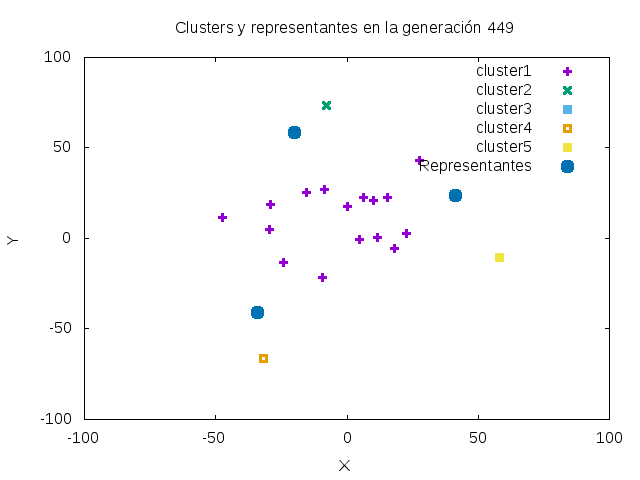 Clusters y representantes en la generación 449
100
50
0
-50
-100
-100
-50
0
50
100
X
Y
cluster1
cluster2
cluster3
cluster4
cluster5
Representantes